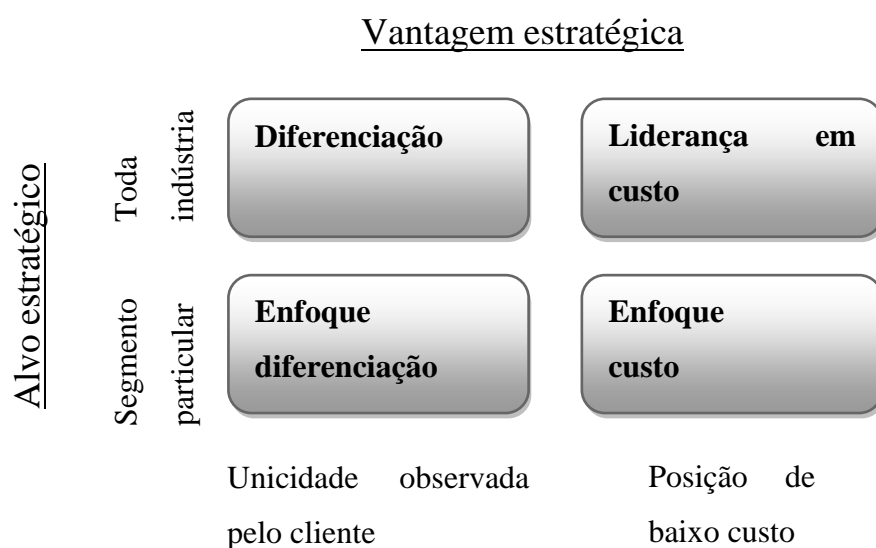 Vantagem estratégica
Alvo estratégico
Toda
indústria
Diferenciação
Liderança em
custo
Segmento
particular
Enfoque
diferenciação
Enfoque
custo
Unicidade observada
pelo cliente
Posição de
baixo custo